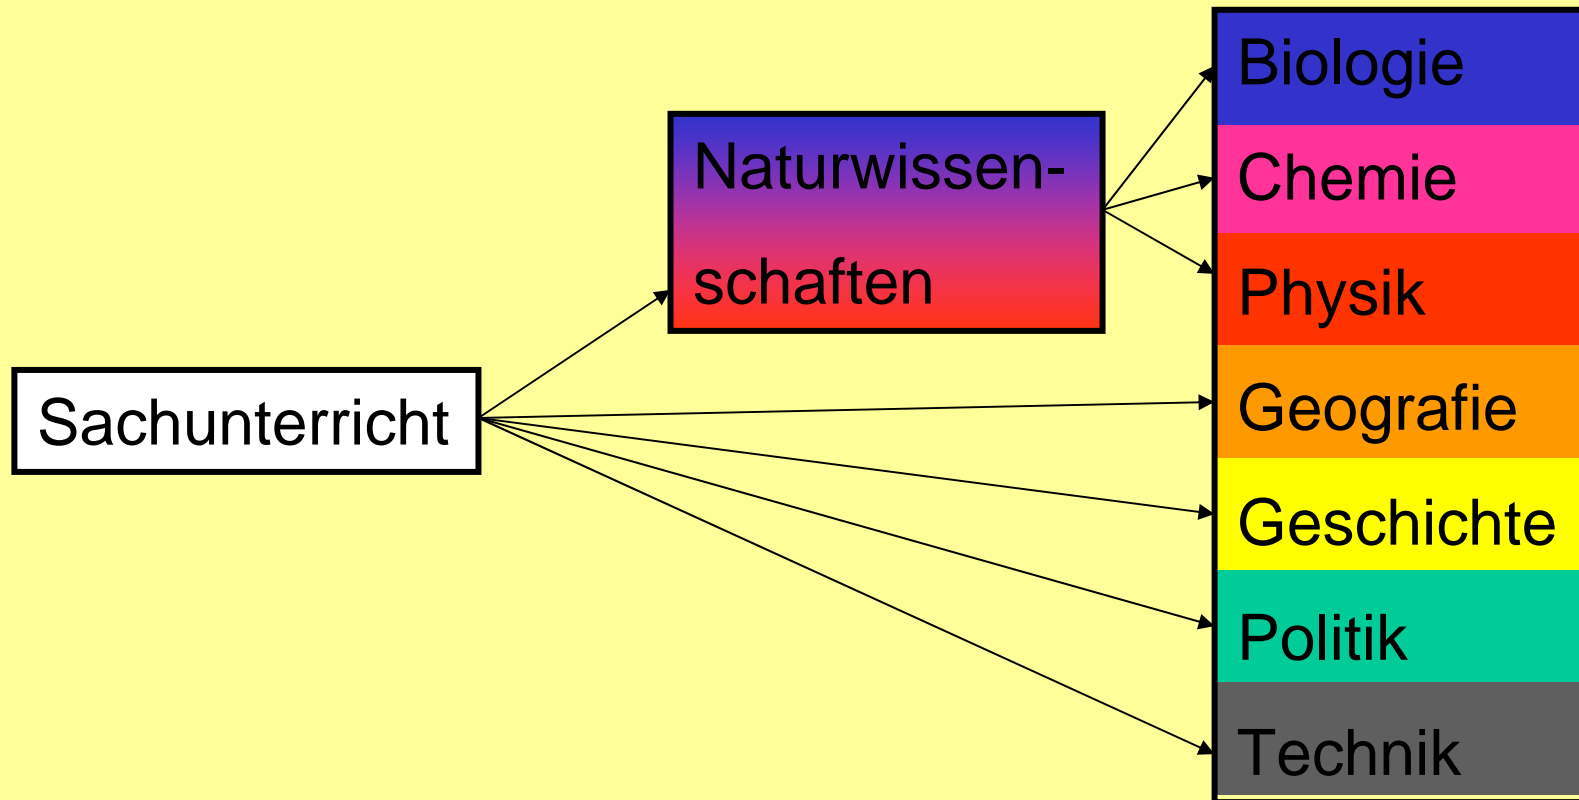 Sachunterricht
Naturwissen-
schaften
Biologie
Chemie
Physik
Geografie
Geschichte
Politik
Technik